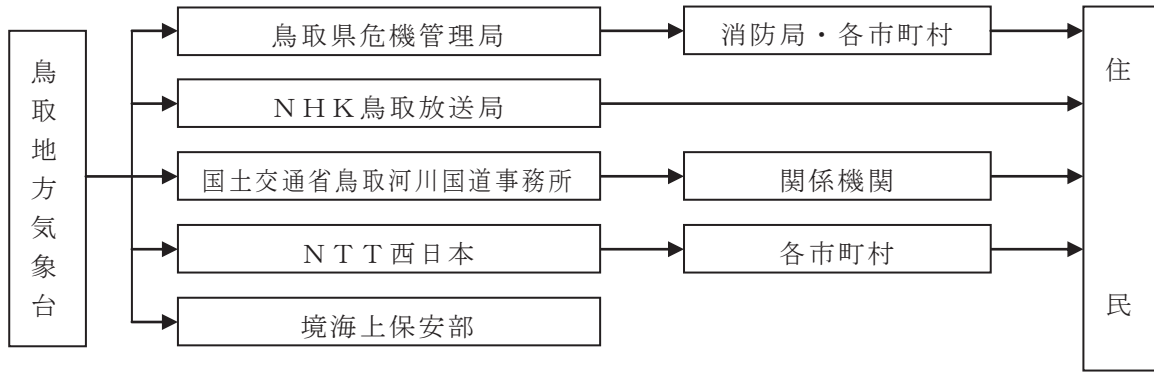 鳥取地方気象台
鳥取県危機管理局
消防局・各市町村
ＮＨＫ鳥取放送局
国土交通省鳥取河川国道事務所
関係機関
ＮＴＴ西日本
各市町村
境海上保安部
住民